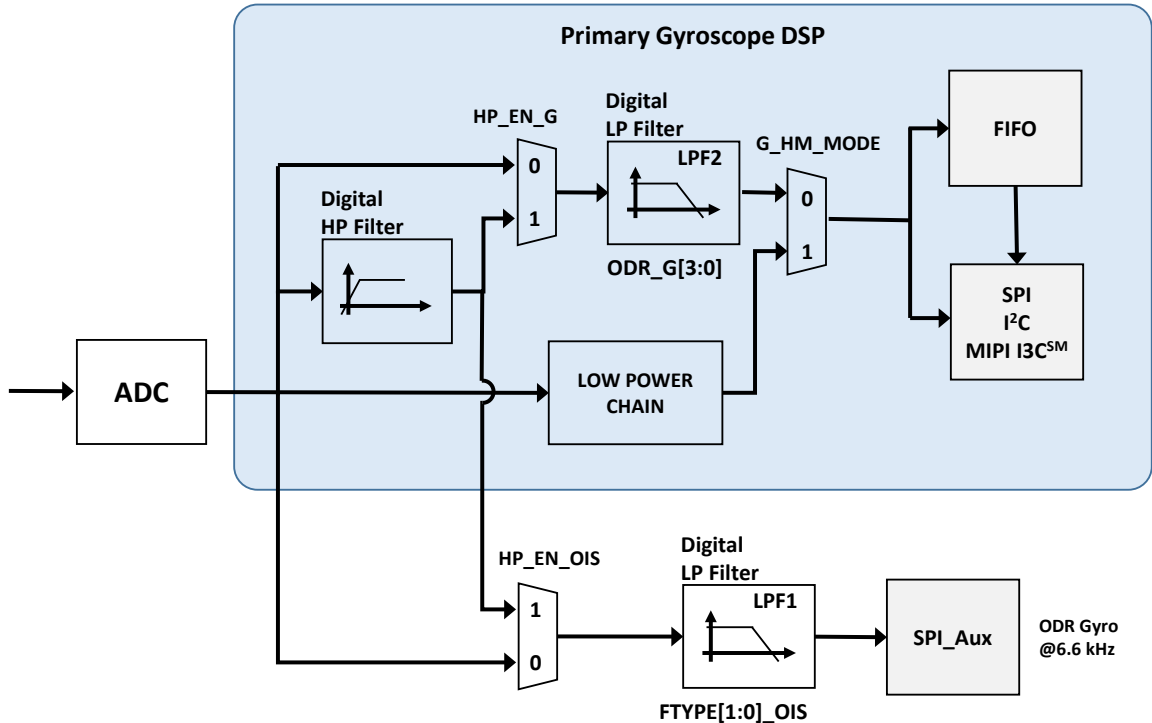 Primary Gyroscope DSP
HP_EN_G
0
1
Digital
LP Filter
LPF2
ODR_G[3:0]
G_HM_MODE
0
1
FIFO
SPI
I²C
MIPI I3Cˢᴹ
Digital
HP Filter
ADC
LOW POWER
CHAIN
HP_EN_OIS
1
0
Digital
LP Filter
LPF1
FTYPE[1:0]_OIS
SPI_Aux
ODR Gyro
@6.6 kHz